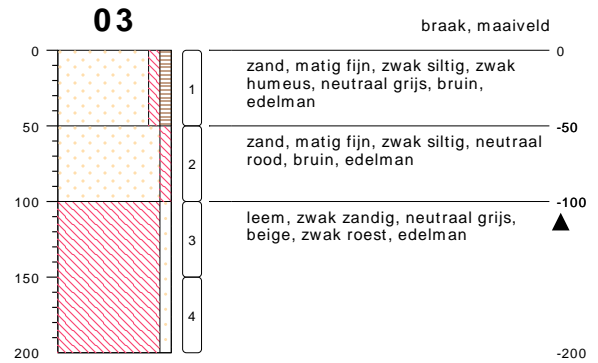 03
braak, maaiveld
0
0
zand, matig fijn, zwak siltig, zwak
humeus, neutraal grijs, bruin,
edelman
1
50
-50
zand, matig fijn, zwak siltig, neutraal
rood, bruin, edelman
2
100
-100
leem, zwak zandig, neutraal grijs,
beige, zwak roest, edelman
3
150
4
200
-200